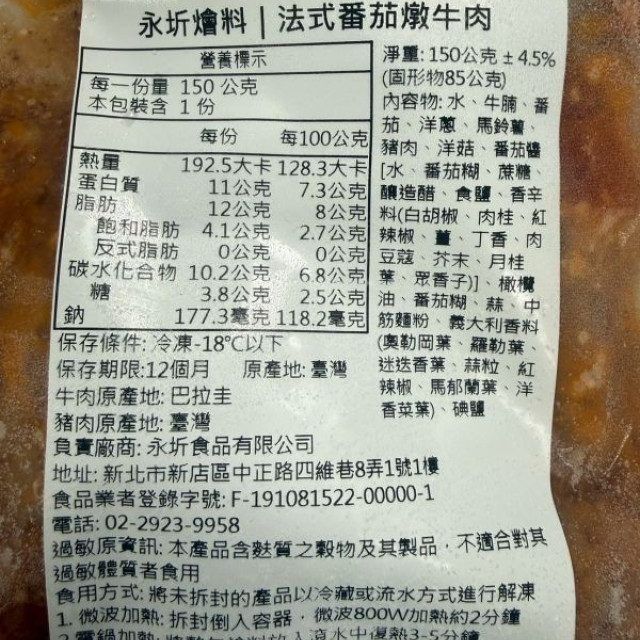 永圻燴料｜法式番茄燉牛肉
營養標示
每一份量 150 公克
本包裝含 1 份
每份 每100公克
熱量 192.5大卡 128.3大卡
蛋白質 11公克 7.3公克
脂肪 12公克 8公克
飽和脂肪 4.1公克 2.7公克
反式脂肪 0公克 0公克
碳水化合物 10.2公克 6.8公克
糖 3.8公克 2.5公克
鈉 177.3毫克 118.2毫克
淨重: 150公克 ± 4.5%
(固形物85公克)
內容物: 水、牛腩、番
茄、洋蔥、馬鈴薯、
豬肉、洋菇、番茄醬
[水、番茄糊、蔗糖、
釀造醋、食鹽、香辛
料(白胡椒、肉桂、紅
辣椒、薑、丁香、肉
豆蔻、芥末、月桂
葉、眾香子)]、橄欖
油、番茄糊、蒜、中
筋麵粉、義大利香料
(奧勒岡葉、羅勒葉、
迷迭香葉、蒜粒、紅
辣椒、馬郁蘭葉、洋
香菜葉)、碘鹽
保存條件: 冷凍-18°C以下
保存期限:12個月 原產地: 臺灣
牛肉原產地: 巴拉圭
豬肉原產地: 臺灣
負責廠商: 永圻食品有限公司
地址: 新北市新店區中正路四維巷8弄1號1樓
食品業者登錄字號: F-191081522-00000-1
電話: 02-2923-9958
過敏原資訊: 本產品含麩質之穀物及其製品，不適合對其
過敏體質者食用
食用方式: 將未拆封的產品以冷藏或流水方式進行解凍
1. 微波加熱: 拆封倒入容器，微波800W加熱約2分鐘